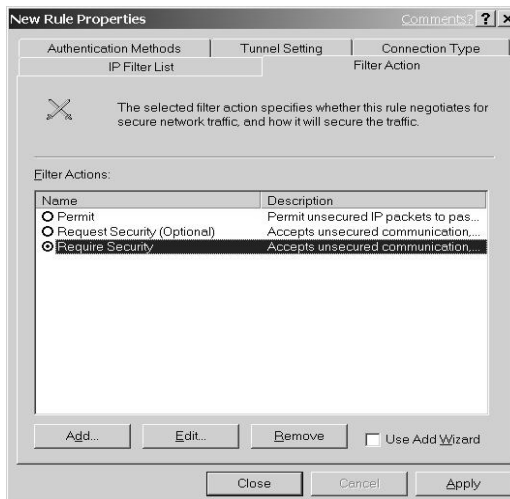 New Rule Properties Comments? ?
Authentication Methods Tunnel Setting Connection Type
IP Filter List Filter Action
The selected filter action specifies whether this rule negotiates for
secure network traffic, and how it will secure the traffic.
Filter Actions:
Name Description
Permit Permit unsecured IP packets to pas...
Request Security (Optional) Accepts unsecured communication,...
Require Security Accepts unsecured communication,...
Add... Edit... Remove Use Add Wizard
Close Cancel Apply